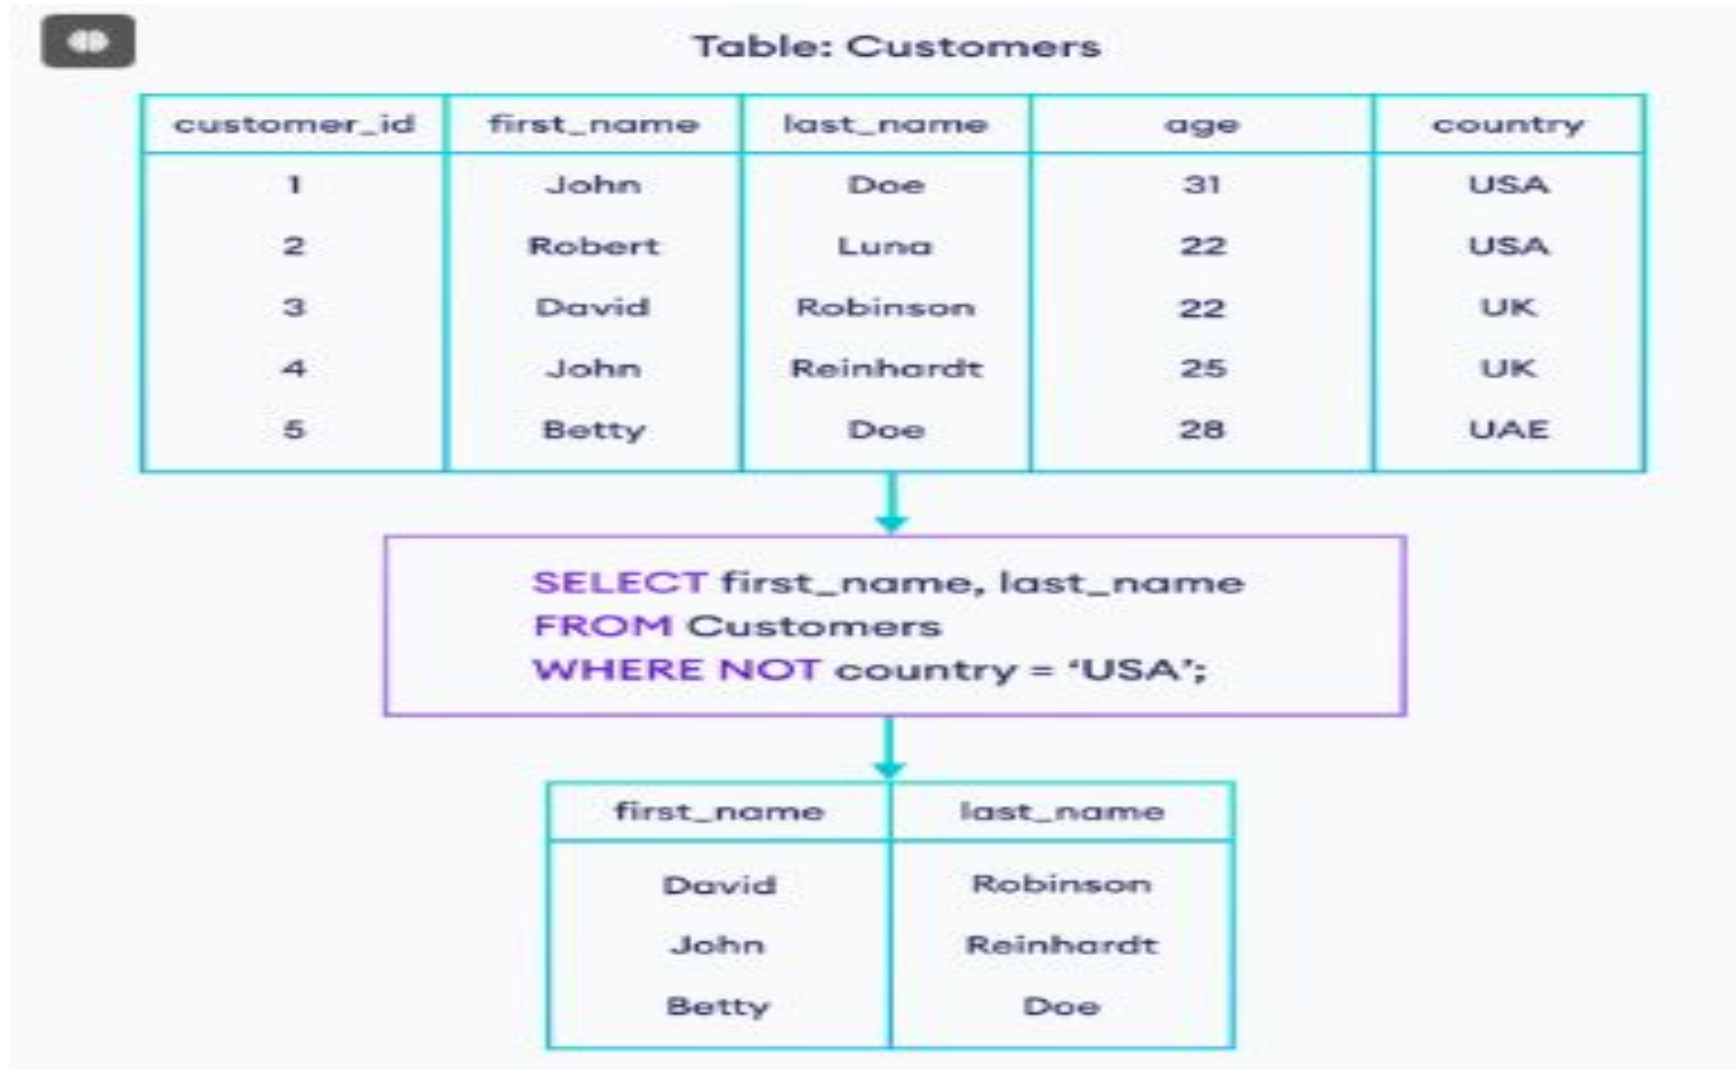 Table: Customers
customer_id first_name last_name age country
1 John Doe 31 USA
2 Robert Luna 22 USA
3 David Robinson 22 UK
4 John Reinhardt 25 UK
5 Betty Doe 28 UAE
SELECT first_name, last_name
FROM Customers
WHERE NOT country = ‘USA’;
first_name last_name
David Robinson
John Reinhardt
Betty Doe